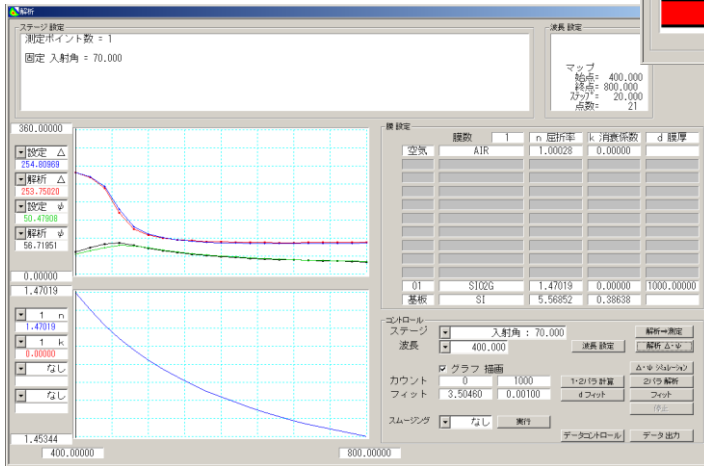 解析
ステージ 設定
測定ポイント数 = 1
固定 入射角 = 70.000
波長 設定
マップ
始点= 400.000
終点= 800.000
ステップ= 20.000
点数= 21
360.00000
設定 Δ
254.80969
解析 Δ
253.75020
設定 ψ
50.47908
解析 ψ
56.71951
0.00000
1.47019
1 n
1.47019
1 k
0.00000
なし
なし
1.45344
400.00000
800.00000
膜 設定
膜数 1 n 屈折率 k 消衰係数 d 膜厚
空気 AIR 1.00028 0.00000
01 SIO2G 1.47019 0.00000 1000.00000
基板 SI 5.56852 0.38638
コントロール
ステージ 入射角 : 70.000 解析⇒測定
波長 400.000 波長 設定 解析 Δ・ψ
グラフ 描画 Δ・ψ シミュレーション
カウント 0 1000 1・2パラ 計算 2パラ 解析
フィット 3.50460 0.00100 d フィット フィット
停止
スムージング なし 実行
データコントロール データ 出力